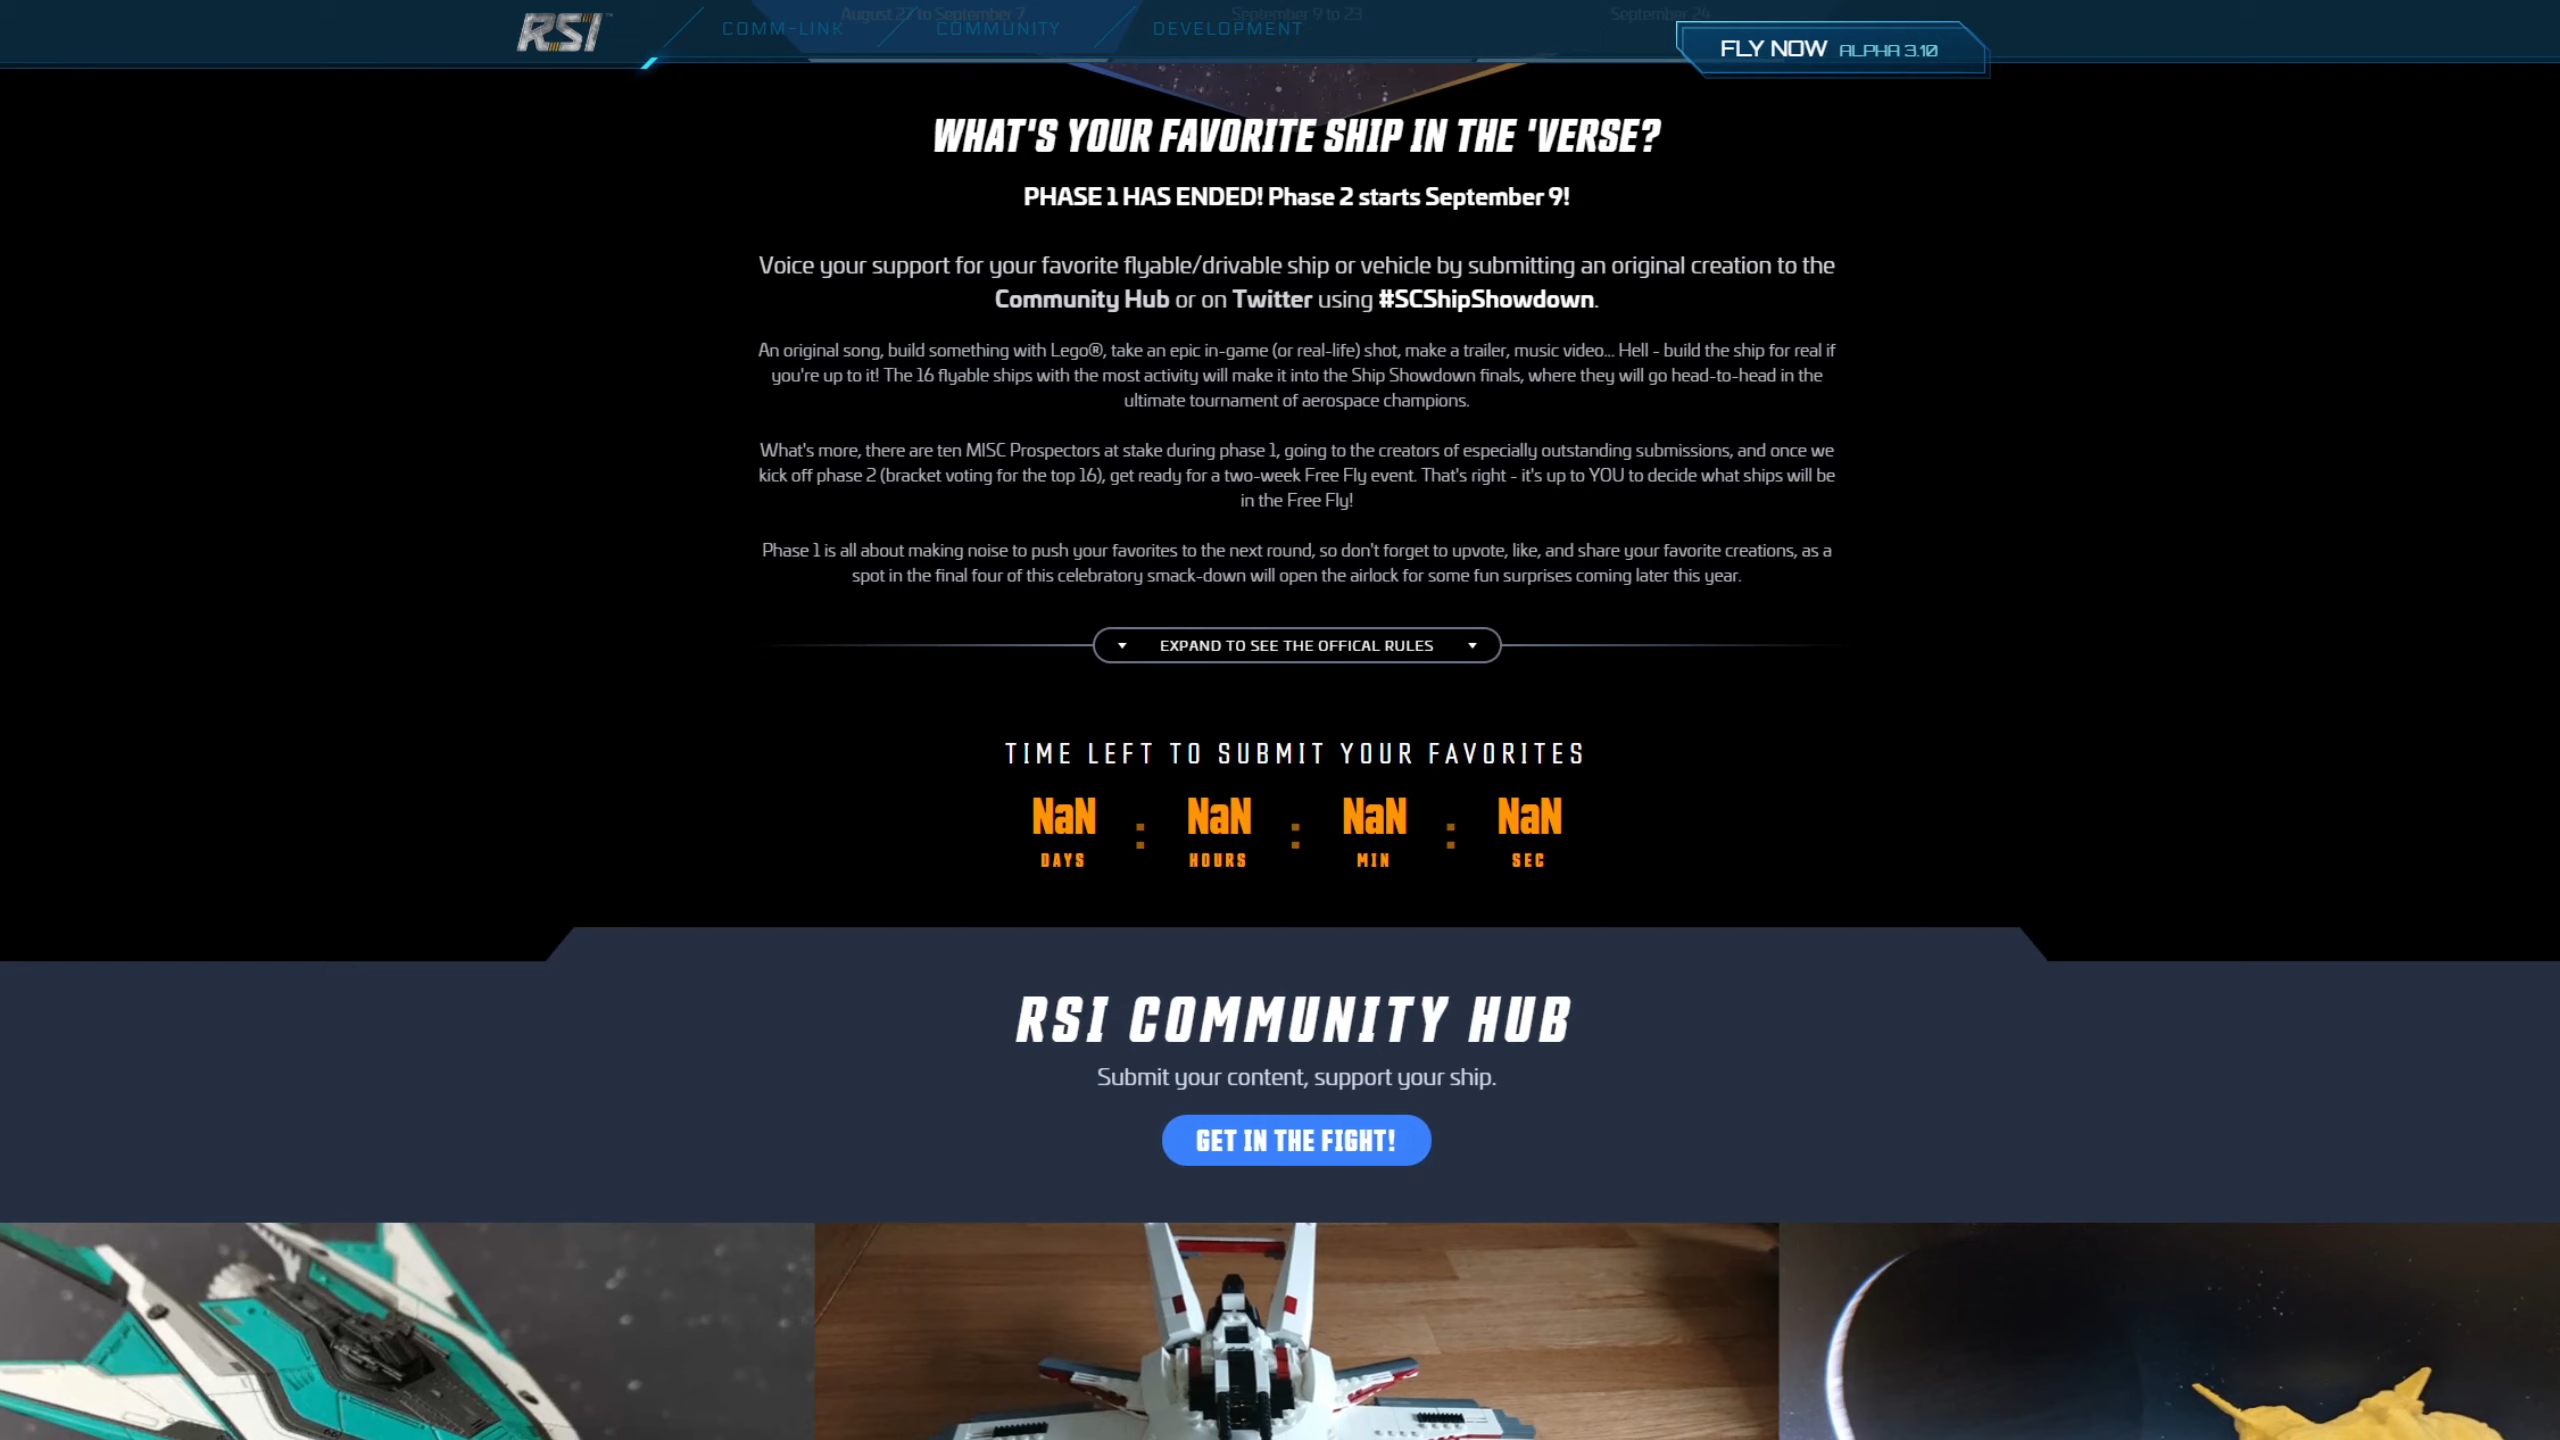 August 27 to September 7
September 9 to 23
September 24
RSI
COMM-LINK
COMMUNITY
DEVELOPMENT
FLY NOW ALPHA 3.10
WHAT'S YOUR FAVORITE SHIP IN THE 'VERSE?
PHASE 1 HAS ENDED! Phase 2 starts September 9!
Voice your support for your favorite flyable/drivable ship or vehicle by submitting an original creation to the
Community Hub or on Twitter using #SCShipShowdown.
An original song, build something with Lego®, take an epic in-game (or real-life) shot, make a trailer, music video... Hell - build the ship for real if
you're up to it! The 16 flyable ships with the most activity will make it into the Ship Showdown finals, where they will go head-to-head in the
ultimate tournament of aerospace champions.
What's more, there are ten MISC Prospectors at stake during phase 1, going to the creators of especially outstanding submissions, and once we
kick off phase 2 (bracket voting for the top 16), get ready for a two-week Free Fly event. That's right - it's up to YOU to decide what ships will be
in the Free Fly!
Phase 1 is all about making noise to push your favorites to the next round, so don't forget to upvote, like, and share your favorite creations, as a
spot in the final four of this celebratory smack-down will open the airlock for some fun surprises coming later this year.
EXPAND TO SEE THE OFFICAL RULES
TIME LEFT TO SUBMIT YOUR FAVORITES
NaN : NaN : NaN : NaN
DAYS HOURS MIN SEC
RSI COMMUNITY HUB
Submit your content, support your ship.
GET IN THE FIGHT!